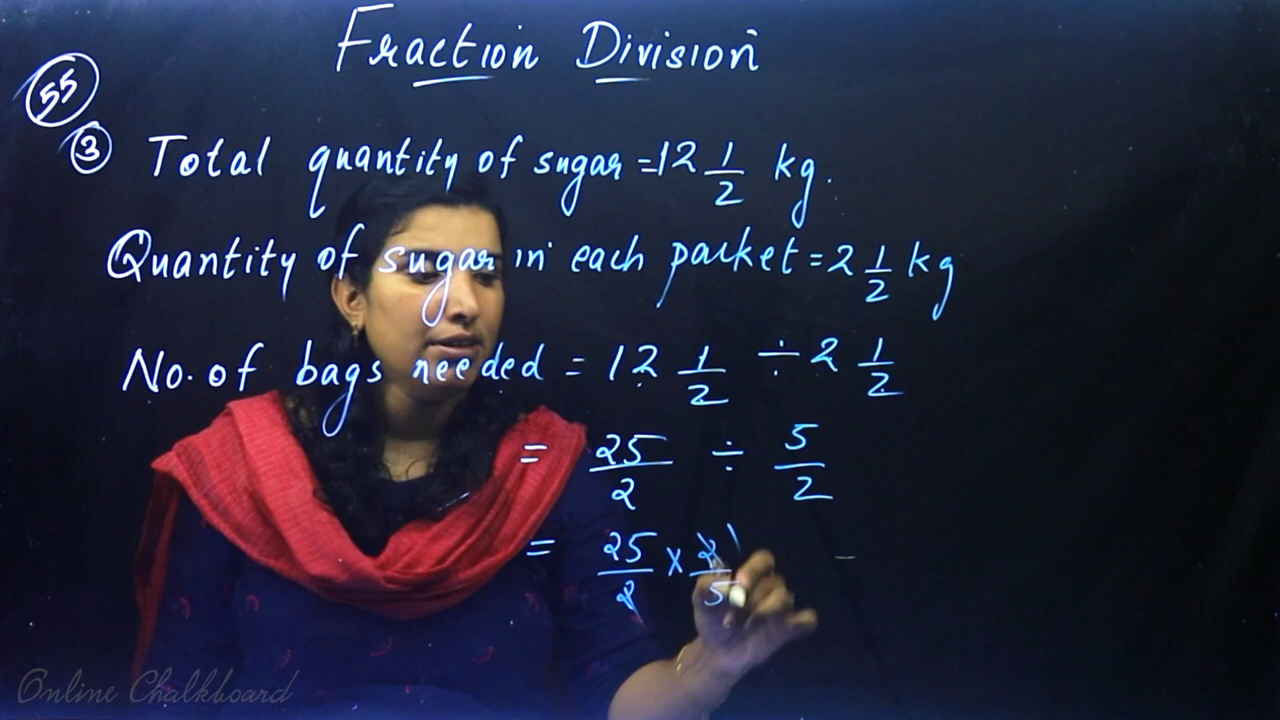 Fraction Division
55
3 Total quantity of sugar = 12 1/2 kg.
Quantity of sugar in each packet = 2 1/2 kg
No. of bags needed = 12 1/2 ÷ 2 1/2
= 25/2 ÷ 5/2
= 25/2 × 2/5 1
Online Chalkboard